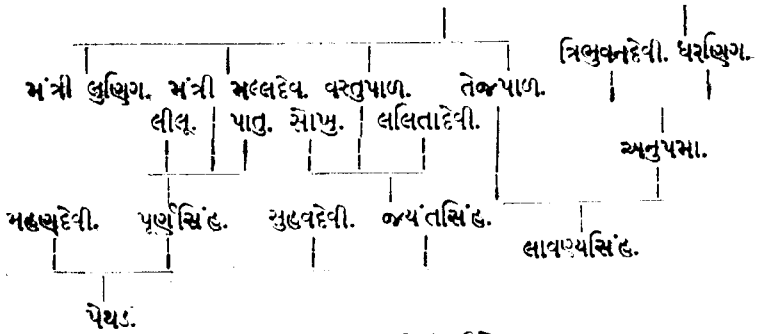 ત્રિભુવનદેવી. ધરણિગ.
મંત્રી લુણિગ. મંત્રી મલ્લદેવ. વસ્તુપાળ. તેજપાળ.
લીલૂ. પાતુ. સૌખુ. લલિતાદેવી.
અનુપમા.
મહણદેવી. પૂર્ણસિંહ. સુહવદેવી. જયંતસિંહ.
લાવણ્યસિંહ.
પેથડ.